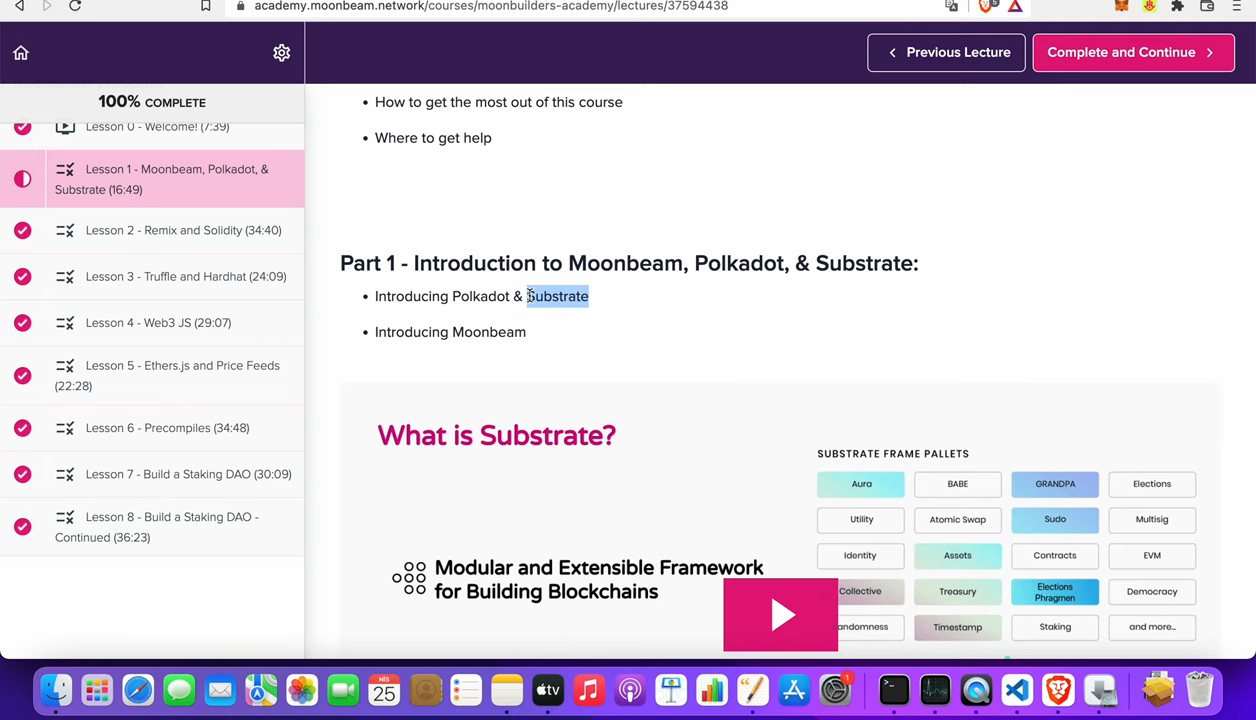 academy.moonbeam.network/courses/moonbuilders-academy/lectures/37594438
Previous Lecture
Complete and Continue
100% COMPLETE
Lesson 0 - Welcome! (7:39)
Lesson 1 - Moonbeam, Polkadot, &
Substrate (16:49)
Lesson 2 - Remix and Solidity (34:40)
Lesson 3 - Truffle and Hardhat (24:09)
Lesson 4 - Web3 JS (29:07)
Lesson 5 - Ethers.js and Price Feeds
(22:28)
Lesson 6 - Precompiles (34:48)
Lesson 7 - Build a Staking DAO (30:09)
Lesson 8 - Build a Staking DAO -
Continued (36:23)
• How to get the most out of this course
• Where to get help
Part 1 - Introduction to Moonbeam, Polkadot, & Substrate:
• Introducing Polkadot & Substrate
• Introducing Moonbeam
What is Substrate?
Modular and Extensible Framework
for Building Blockchains
SUBSTRATE FRAME PALLETS
Aura BABE GRANDPA Elections
Utility Atomic Swap Sudo Multisig
Identity Assets Contracts EVM
Collective Treasury Elections Phragmen Democracy
andomness Timestamp Staking and more...
NİS
25
tv
1